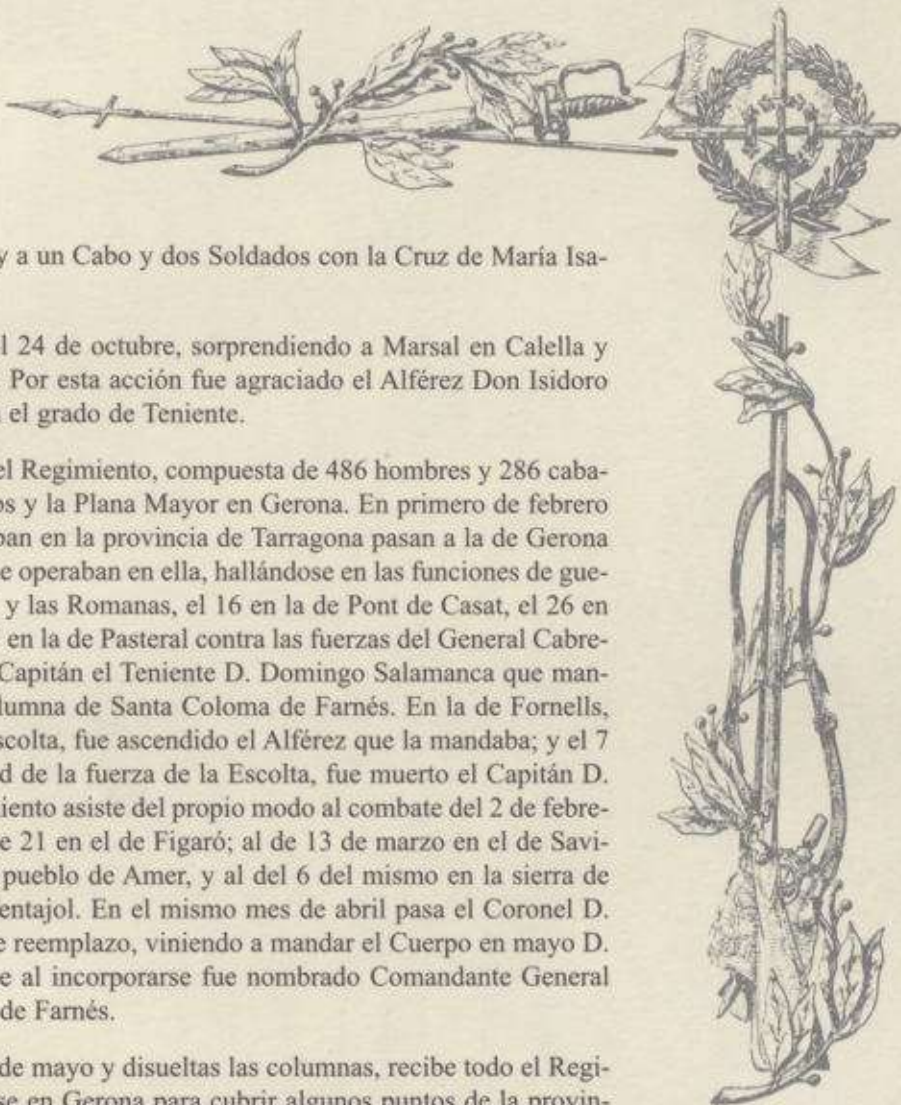 y a un Cabo y dos Soldados con la Cruz de María Isa-
l 24 de octubre, sorprendiendo a Marsal en Calella y
. Por esta acción fue agraciado el Alférez Don Isidoro
el grado de Teniente.
el Regimiento, compuesta de 486 hombres y 286 caba-
os y la Plana Mayor en Gerona. En primero de febrero
ban en la provincia de Tarragona pasan a la de Gerona
e operaban en ella, hallándose en las funciones de gue-
y las Romanas, el 16 en la de Pont de Casat, el 26 en
en la de Pasteral contra las fuerzas del General Cabre-
Capitán el Teniente D. Domingo Salamanca que man-
lumna de Santa Coloma de Farnés. En la de Fornells,
scolta, fue ascendido el Alférez que la mandaba; y el 7
d de la fuerza de la Escolta, fue muerto el Capitán D.
iento asiste del propio modo al combate del 2 de febre-
e 21 en el de Figaró; al de 13 de marzo en el de Savi-
pueblo de Amer, y al del 6 del mismo en la sierra de
entajol. En el mismo mes de abril pasa el Coronel D.
e reemplazo, viniendo a mandar el Cuerpo en mayo D.
e al incorporarse fue nombrado Comandante General
de Farnés.
de mayo y disueltas las columnas, recibe todo el Regi-
se en Gerona para cubrir algunos puntos de la provin-